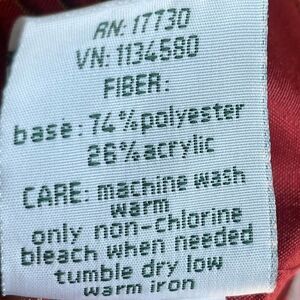 RN: 17730
VN: 1134580
FIBER:
base: 74% polyester
26% acrylic
CARE: machine wash
warm
only non-Chlorine
bleach when needed
tumble dry low
warm iron